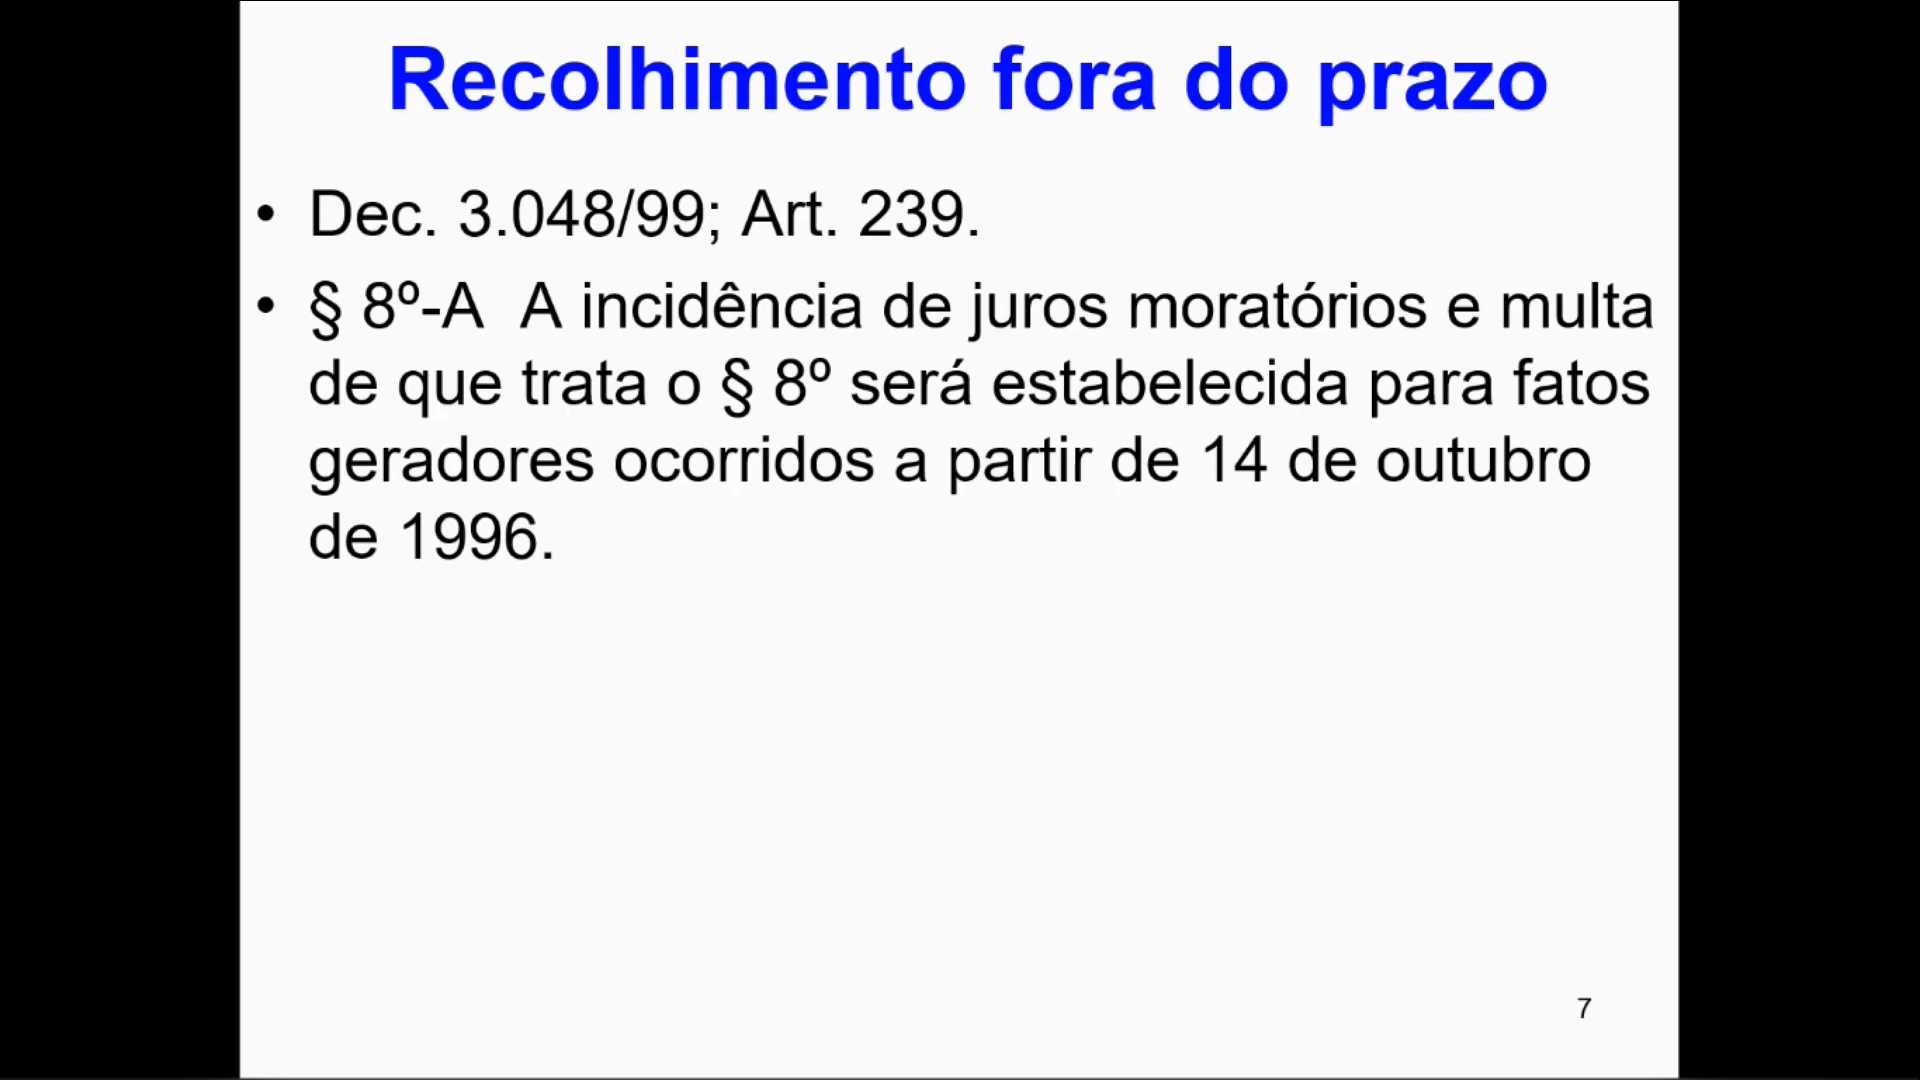 Recolhimento fora do prazo
• Dec. 3.048/99; Art. 239.
• § 8º-A  A incidência de juros moratórios e multa
de que trata o § 8º será estabelecida para fatos
geradores ocorridos a partir de 14 de outubro
de 1996.
7